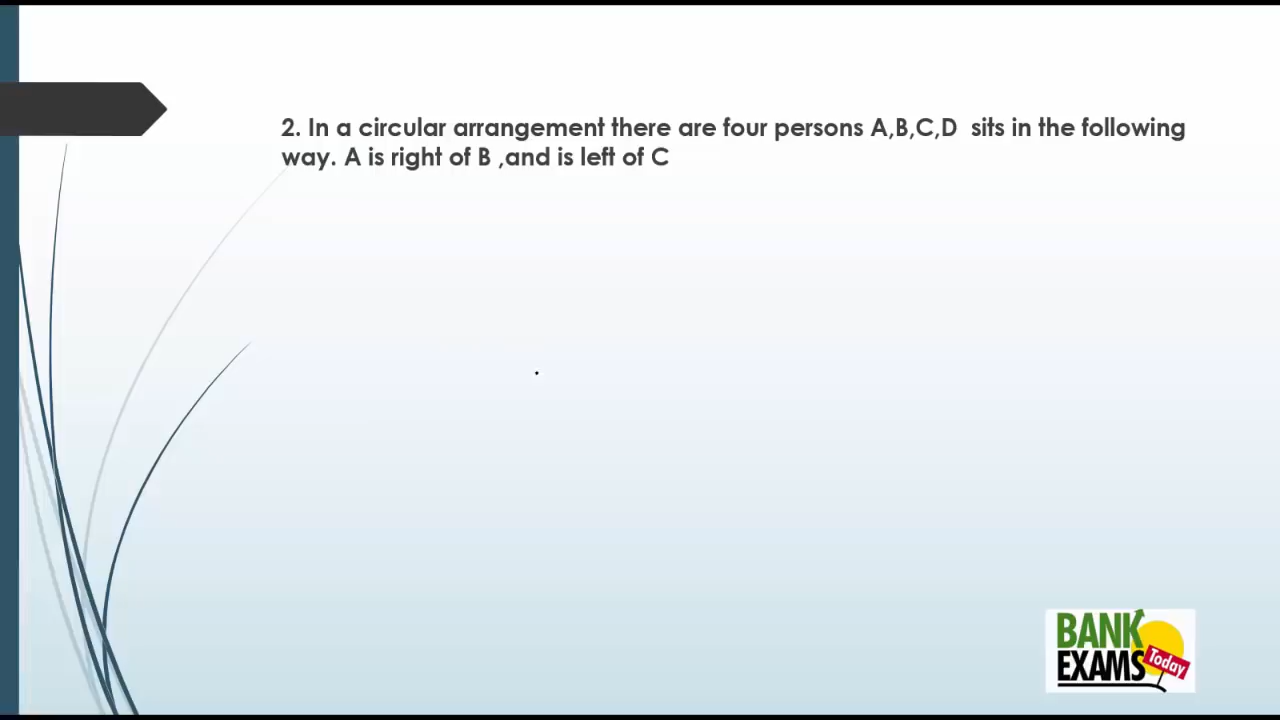 2. In a circular arrangement there are four persons A,B,C,D  sits in the following
way. A is right of B ,and is left of C
BANK
EXAMS
Today